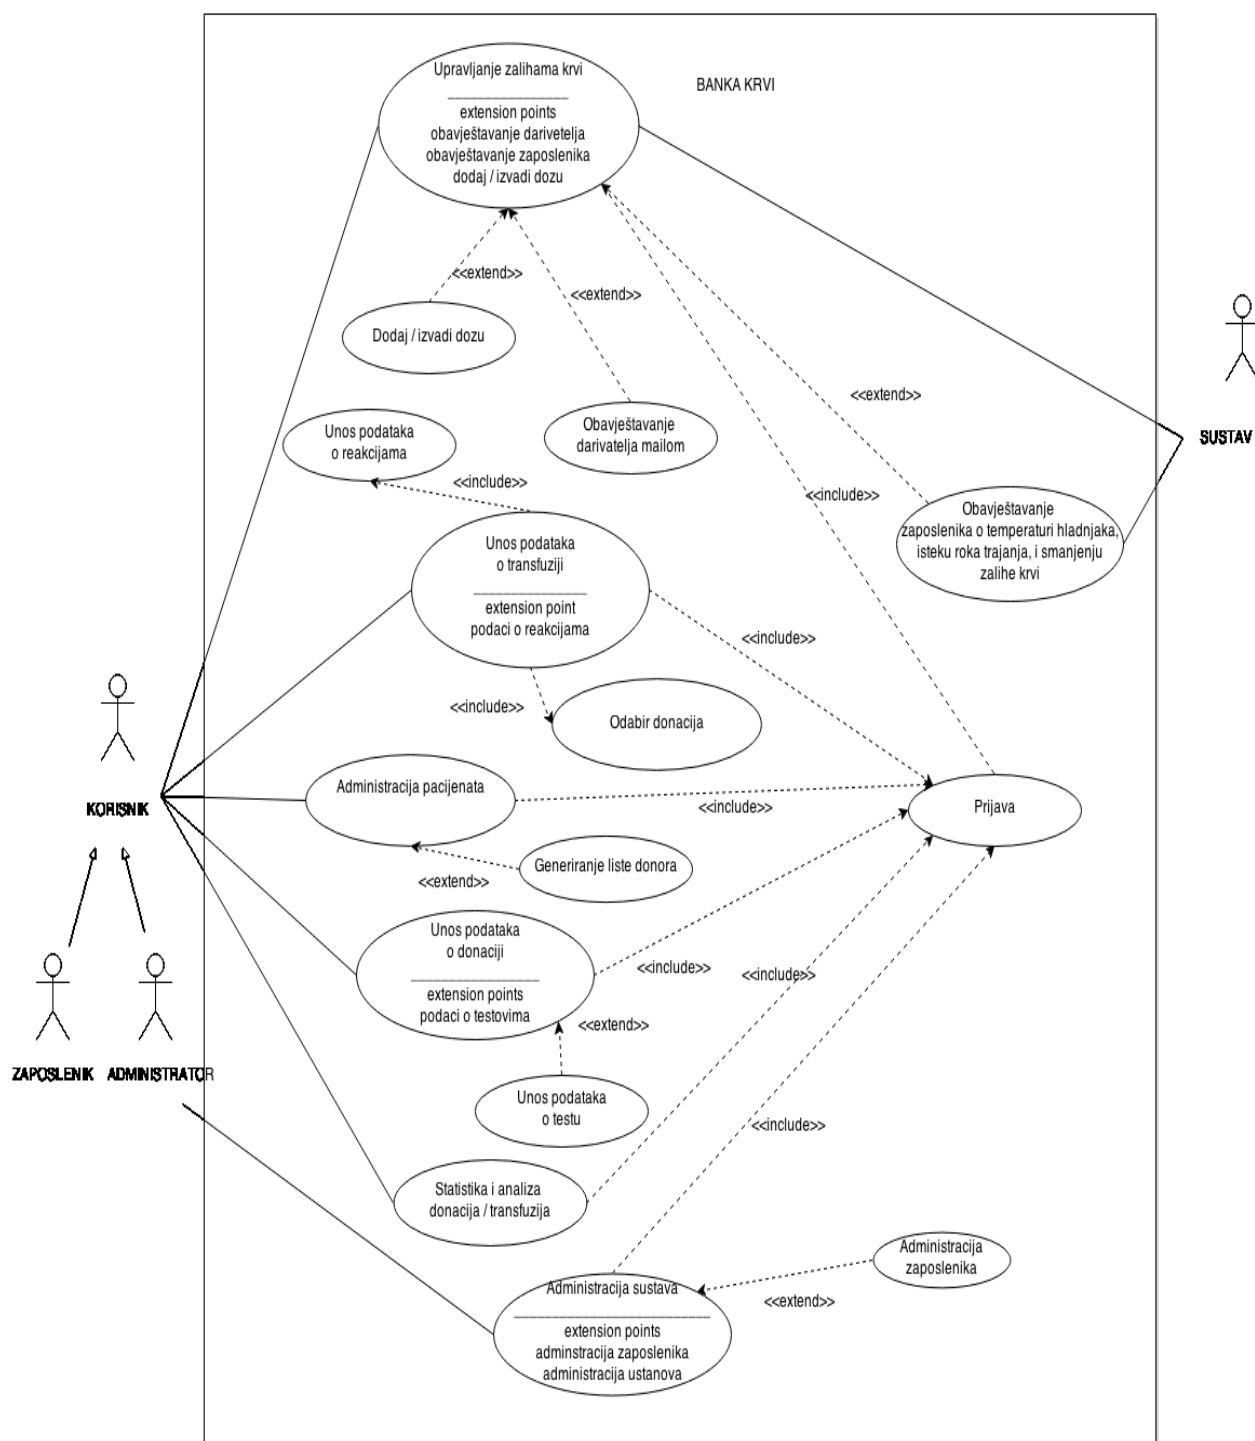 Upravljanje zalihama krvi
________________
extension points
obavještavanje darivetelja
obavještavanje zaposlenika
dodaj / izvadi dozu
BANKA KRVI
<<extend>>
<<extend>>
Dodaj / izvadi dozu
<<extend>>
Obavještavanje
darivatelja mailom
Unos podataka
o reakcijama
SUSTAV
<<include>>
<<include>>
Obavještavanje
zaposlenika o temperaturi hladnjaka,
isteku roka trajanja, i smanjenju
zalihe krvi
Unos podataka
o transfuziji
_______________
extension point
podaci o reakcijama
<<include>>
<<include>>
Odabir donacija
Administracija pacijenata
<<include>>
Prijava
KORISNIK
Generiranje liste donora
<<extend>>
Unos podataka
o donaciji
_________________
extension points
podaci o testovima
<<include>>
<<include>>
<<extend>>
ZAPOSLENIK
ADMINISTRATOR
Unos podataka
o testu
<<include>>
Statistika i analiza
donacija / transfuzija
Administracija
zaposlenika
Administracija sustava
__________________________
extension points
adminstracija zaposlenika
administracija ustanova
<<extend>>